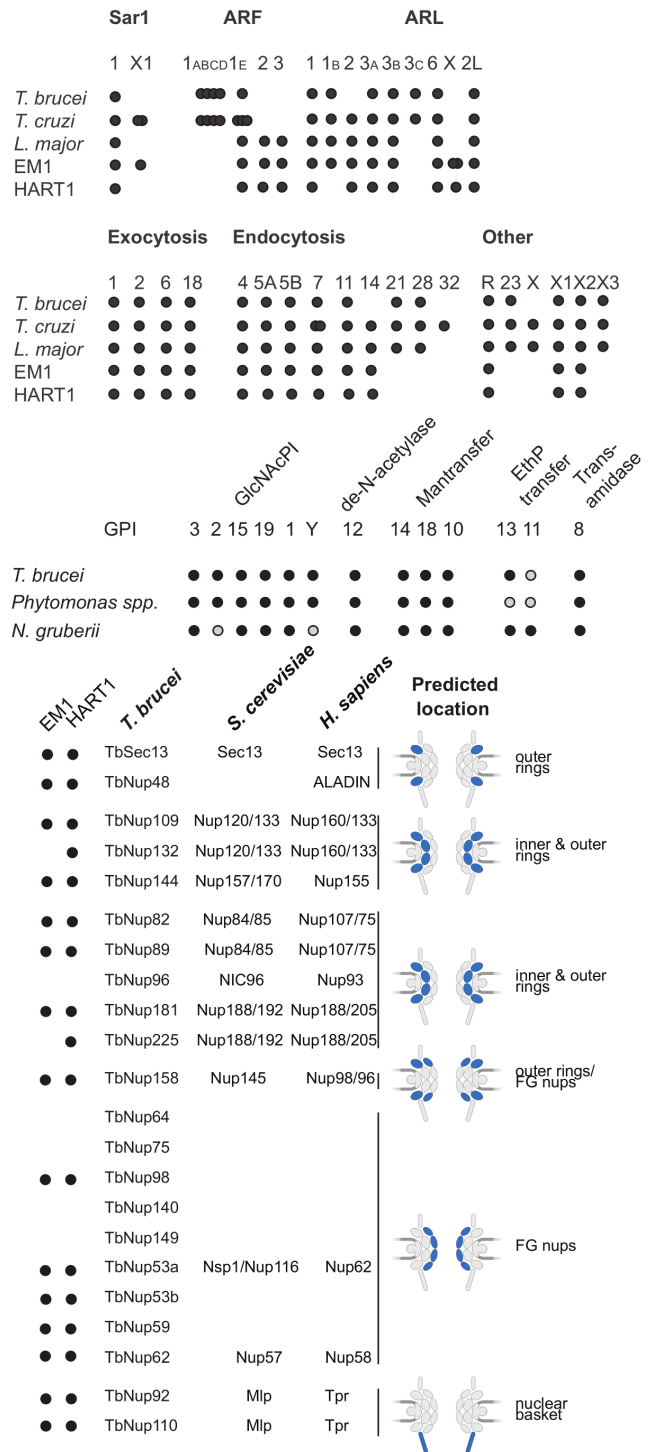 Sar1 ARF ARL
1 X1 1ABCD 1E 2 3 1 1B 2 3A 3B 3C 6 X 2L
T. brucei
T. cruzi
L. major
EM1
HART1
Exocytosis Endocytosis Other
1 2 6 18 4 5A 5B 7 11 14 21 28 32 R 23 X X1 X2 X3
T. brucei
T. cruzi
L. major
EM1
HART1
GlcNAcPI de-N-acetylase Mantransfer EthP transfer Trans-amidase
GPI 3 2 15 19 1 Y 12 14 18 10 13 11 8
T. brucei
Phytomonas spp.
N. gruberii
EM1 HART1 T. brucei S. cerevisiae H. sapiens Predicted location
TbSec13 Sec13 Sec13 outer rings
TbNup48 ALADIN
TbNup109 Nup120/133 Nup160/133
TbNup132 Nup120/133 Nup160/133 inner & outer rings
TbNup144 Nup157/170 Nup155
TbNup82 Nup84/85 Nup107/75
TbNup89 Nup84/85 Nup107/75
TbNup96 NIC96 Nup93 inner & outer rings
TbNup181 Nup188/192 Nup188/205
TbNup225 Nup188/192 Nup188/205
TbNup158 Nup145 Nup98/96 outer rings/ FG nups
TbNup64
TbNup75
TbNup98
TbNup140
TbNup149 FG nups
TbNup53a Nsp1/Nup116 Nup62
TbNup53b
TbNup59
TbNup62 Nup57 Nup58
TbNup92 Mlp Tpr nuclear basket
TbNup110 Mlp Tpr